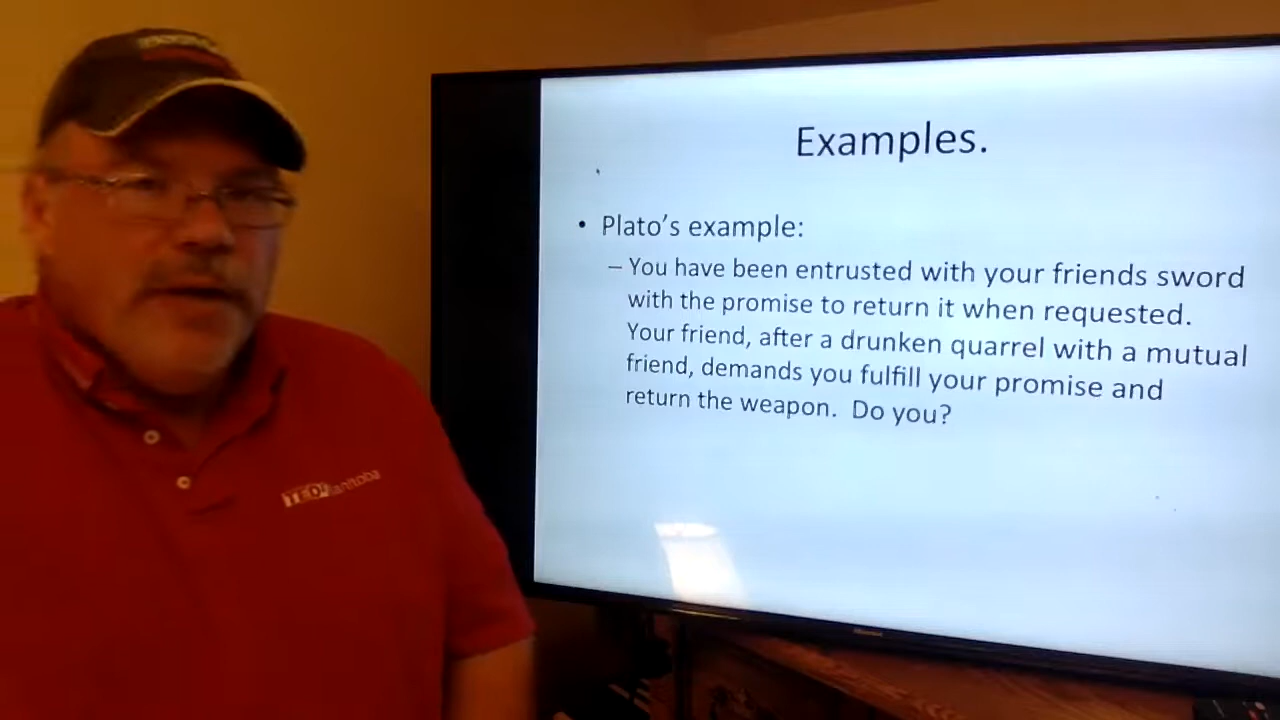 Examples.
• Plato's example:
– You have been entrusted with your friends sword
with the promise to return it when requested.
Your friend, after a drunken quarrel with a mutual
friend, demands you fulfill your promise and
return the weapon. Do you?
Manitoba
Hisense